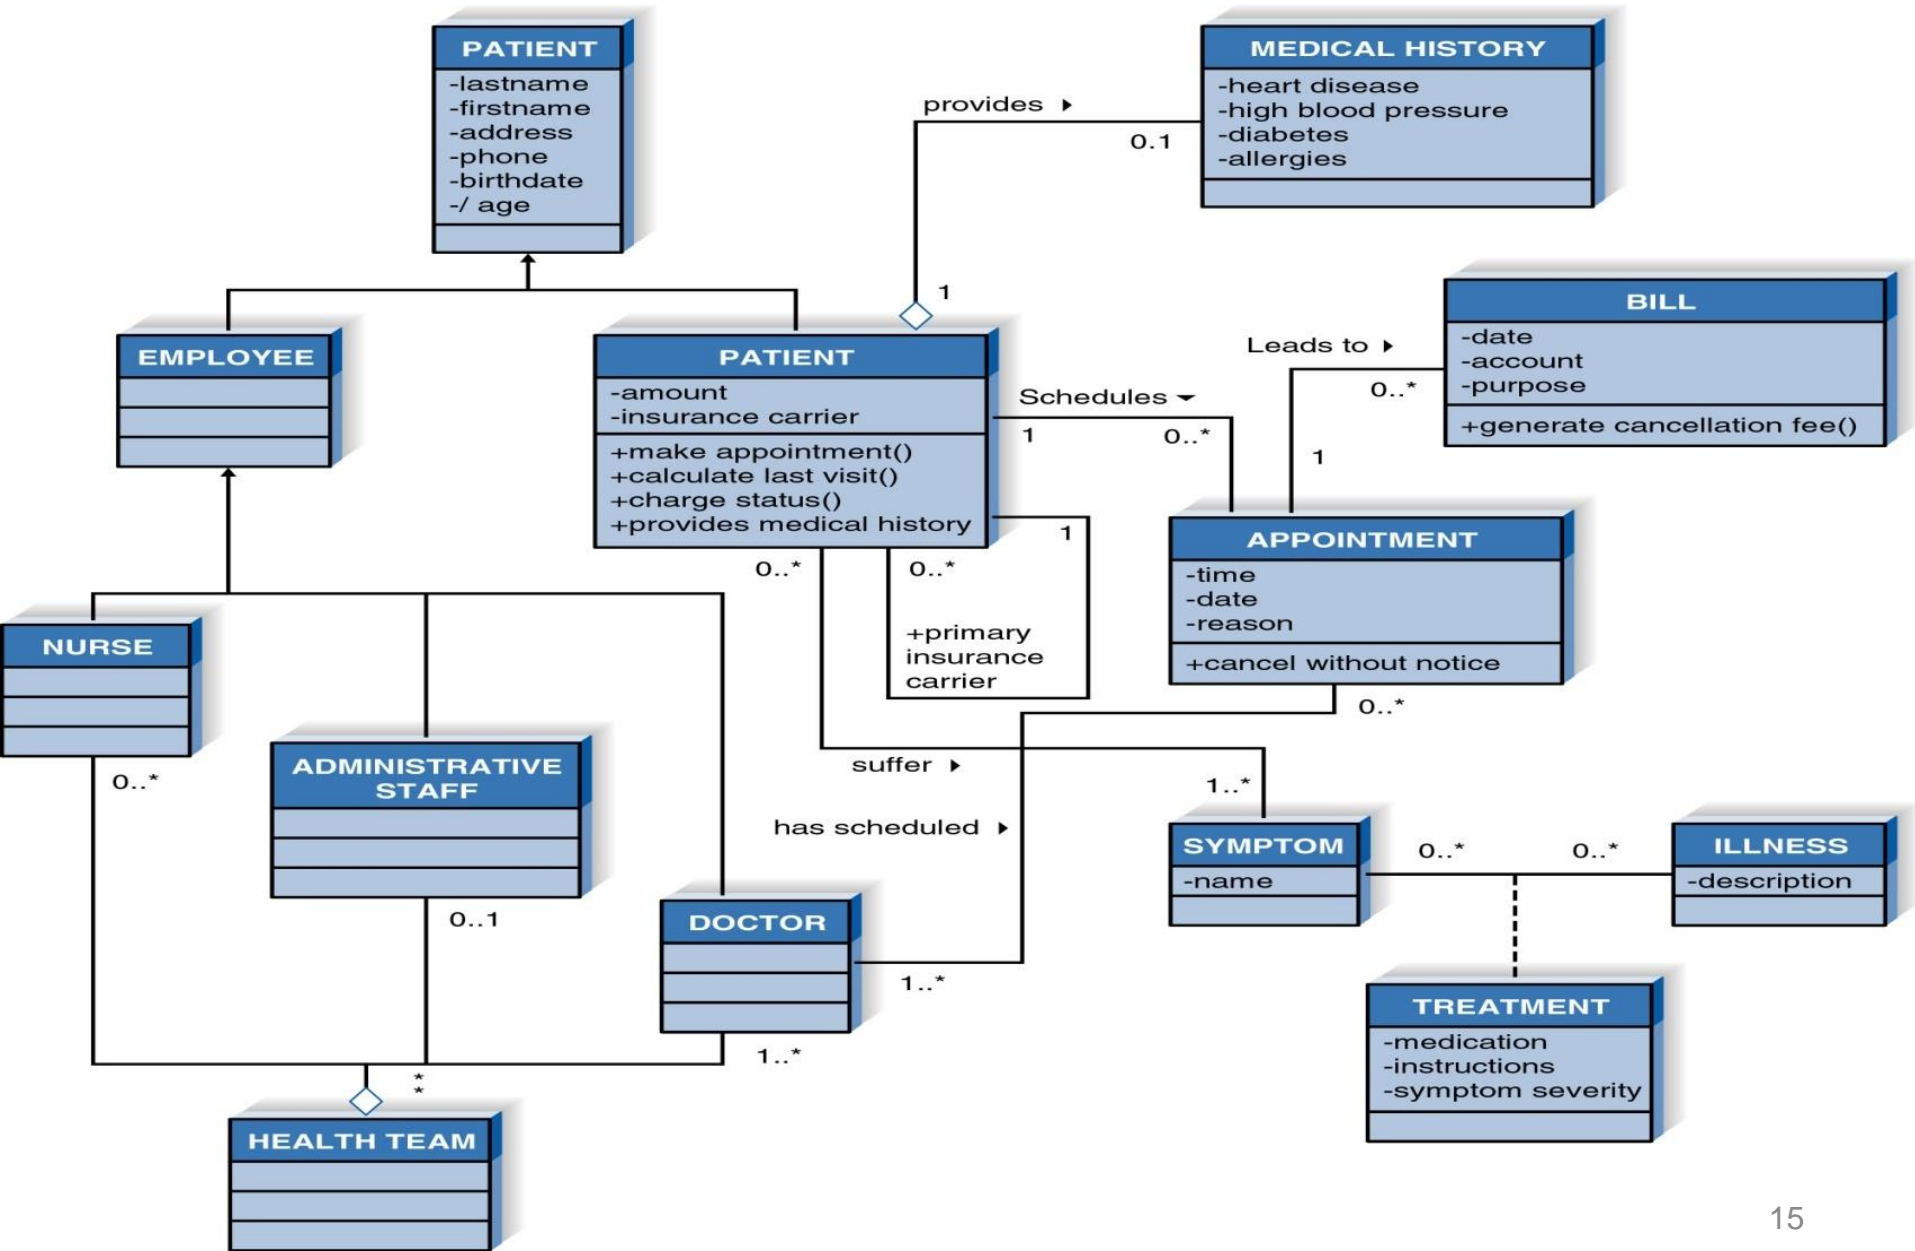 PATIENT
-lastname
-firstname
-address
-phone
-birthdate
-/ age
MEDICAL HISTORY
-heart disease
-high blood pressure
-diabetes
-allergies
provides
0.1
1
EMPLOYEE
PATIENT
-amount
-insurance carrier
+make appointment()
+calculate last visit()
+charge status()
+provides medical history
BILL
-date
-account
-purpose
+generate cancellation fee()
Leads to
0..*
1
Schedules
1
0..*
1
0..*
0..*
+primary
insurance
carrier
APPOINTMENT
-time
-date
-reason
+cancel without notice
0..*
NURSE
0..*
ADMINISTRATIVE
STAFF
0..1
suffer
1..*
has scheduled
DOCTOR
1..*
1..*
SYMPTOM
-name
0..*
0..*
ILLNESS
-description
TREATMENT
-medication
-instructions
-symptom severity
*
*
HEALTH TEAM
15